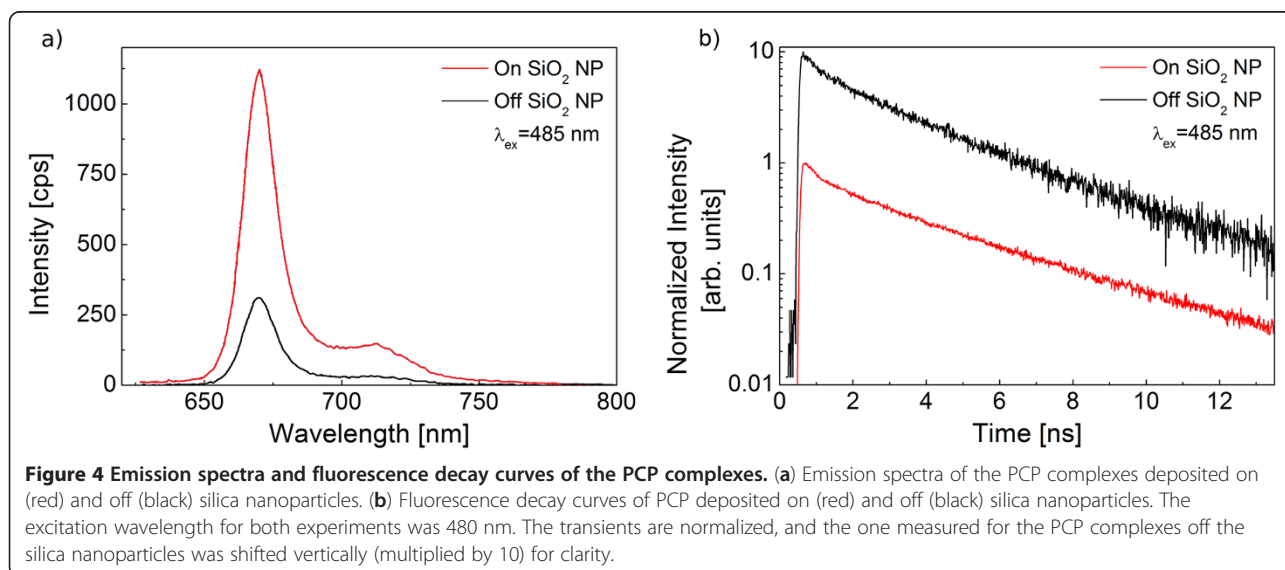 a)
On SiO₂ NP
Off SiO₂ NP
λex=485 nm
1000
750
500
250
0
Intensity [cps]
650
700
750
800
Wavelength [nm]
b)
On SiO₂ NP
Off SiO₂ NP
λex=485 nm
10
1
0.1
0.01
Normalized Intensity
[arb. units]
2
4
6
8
10
12
Time [ns]
Figure 4 Emission spectra and fluorescence decay curves of the PCP complexes. (a) Emission spectra of the PCP complexes deposited on
(red) and off (black) silica nanoparticles. (b) Fluorescence decay curves of PCP deposited on (red) and off (black) silica nanoparticles. The
excitation wavelength for both experiments was 480 nm. The transients are normalized, and the one measured for the PCP complexes off the
silica nanoparticles was shifted vertically (multiplied by 10) for clarity.